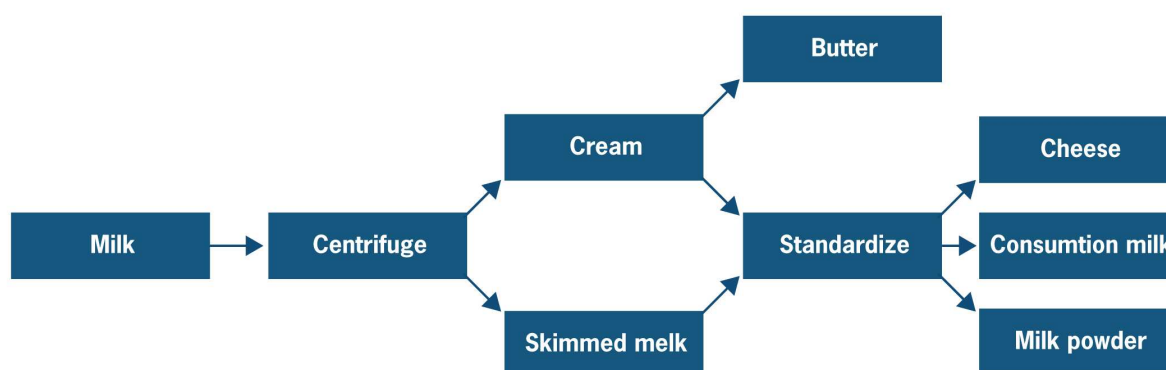 Butter
Cream
Cheese
Milk
Centrifuge
Standardize
Consumtion milk
Skimmed melk
Milk powder